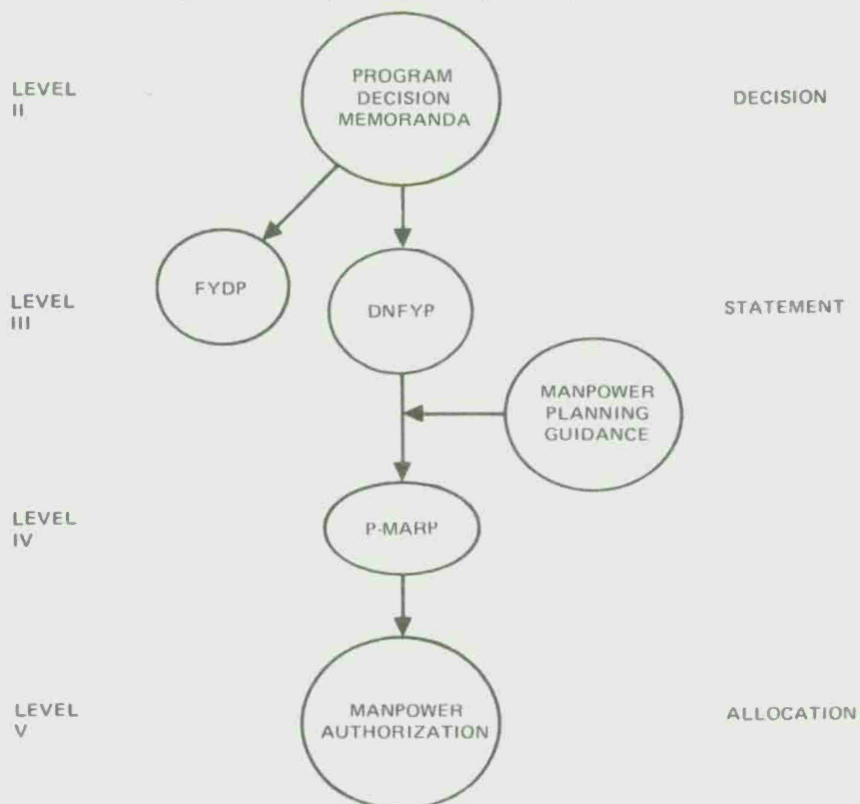 LEVEL
II
PROGRAM
DECISION
MEMORANDA
DECISION
FYDP
LEVEL
III
DNFYP
STATEMENT
MANPOWER
PLANNING
GUIDANCE
LEVEL
IV
P-MARP
LEVEL
V
MANPOWER
AUTHORIZATION
ALLOCATION